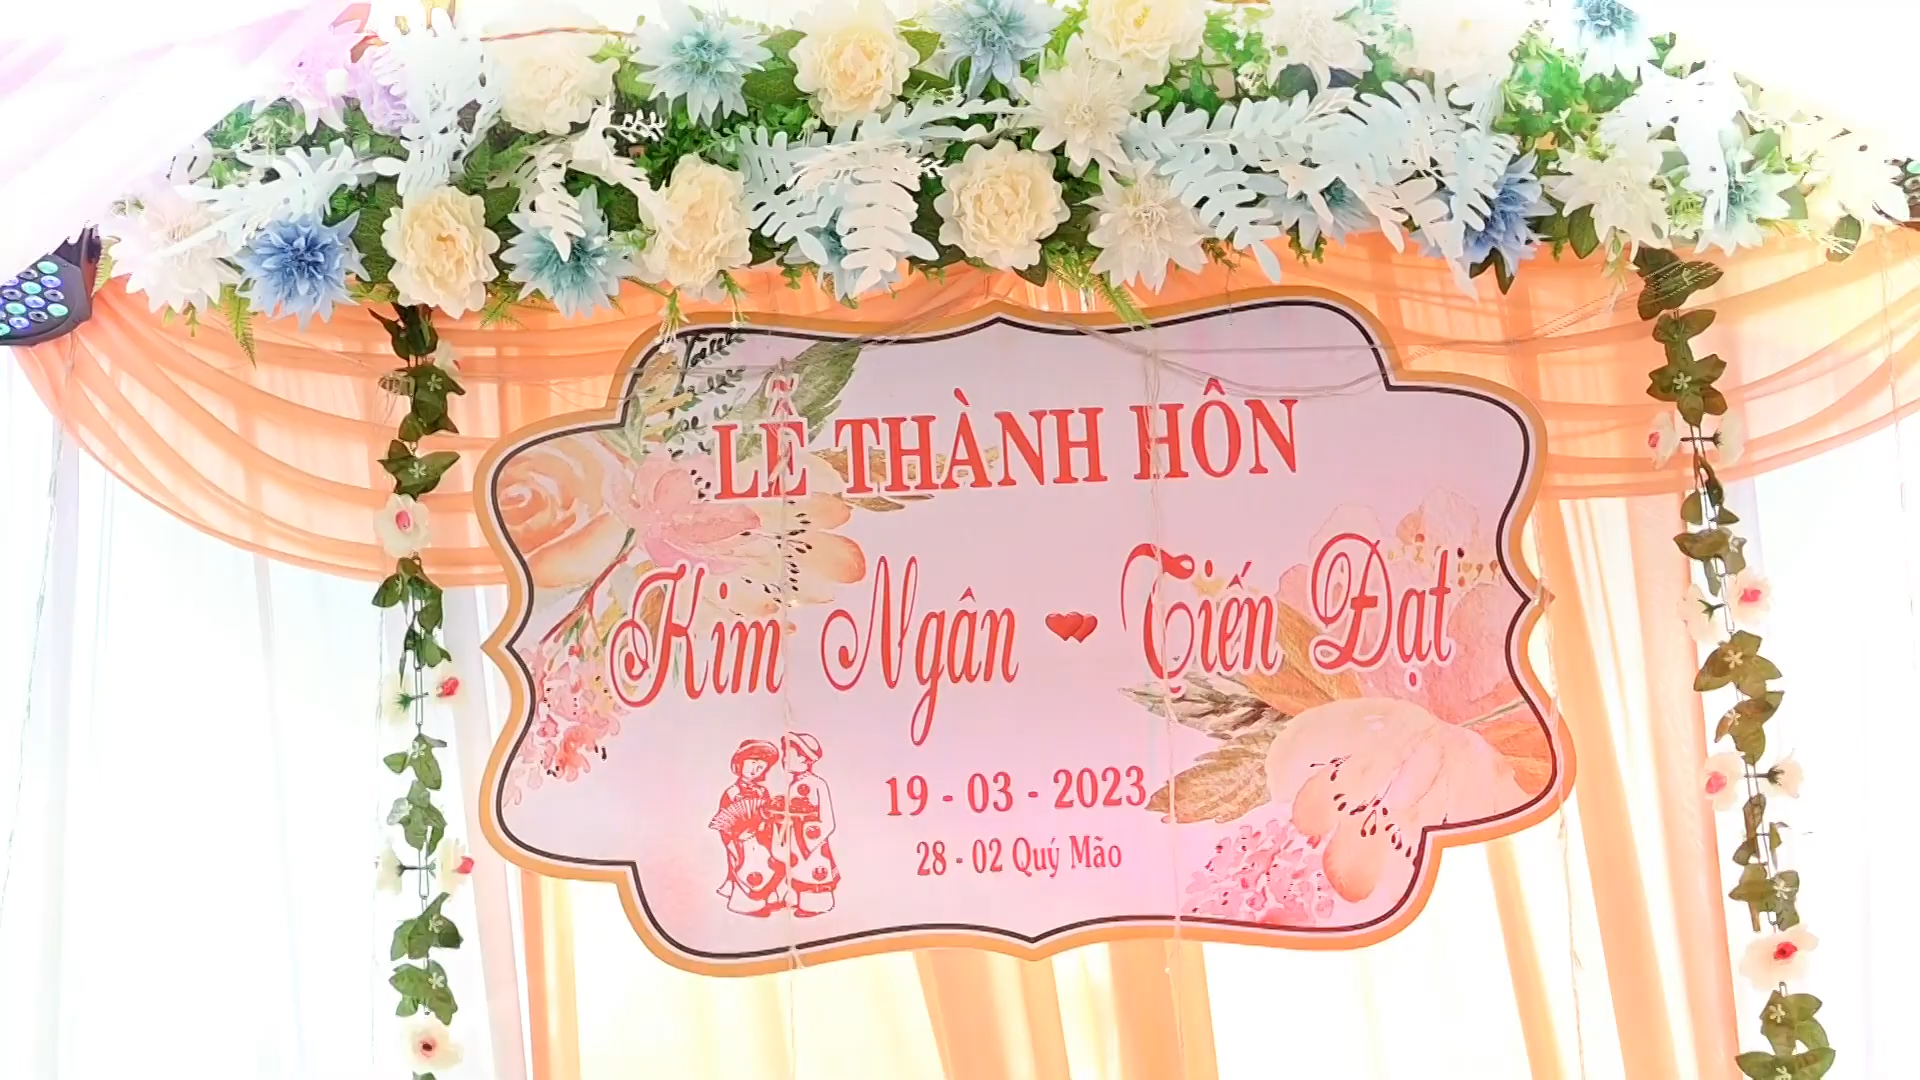 LỄ THÀNH HÔN
Kim Ngân Tiến Đạt
19 - 03 - 2023
28 - 02 Quý Mão